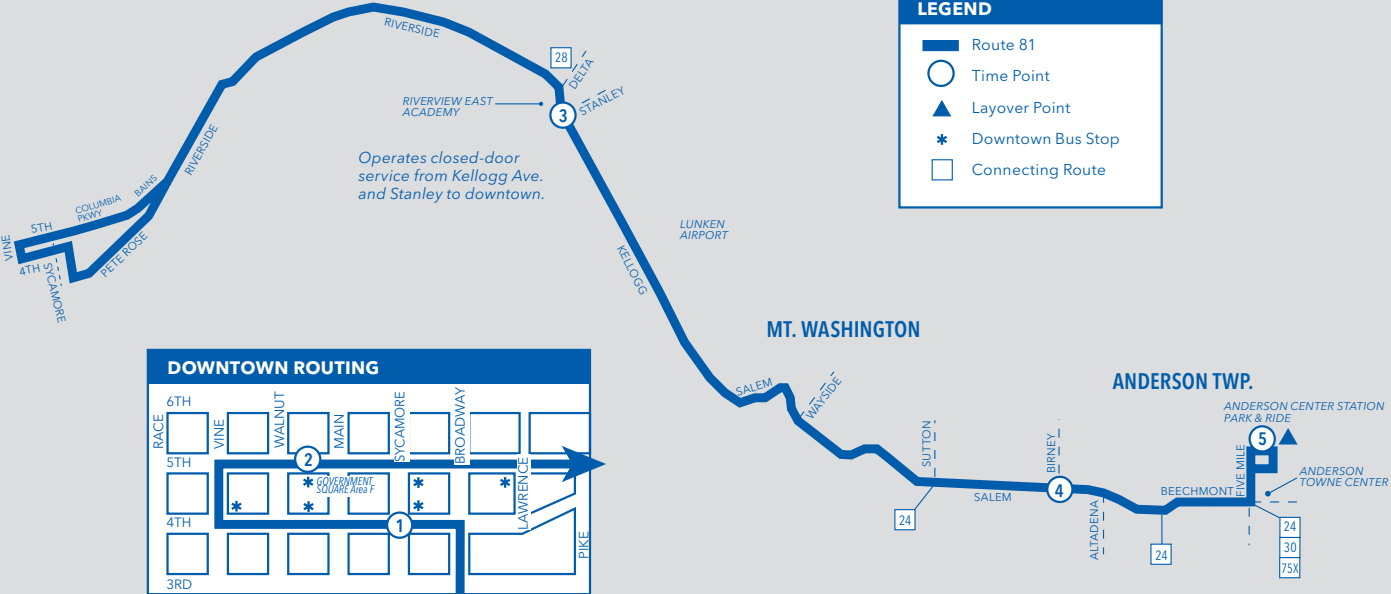 RIVERSIDE
28
DELTA
STANLEY
RIVERVIEW EAST
ACADEMY
3
RIVERSIDE
Operates closed-door
service from Kellogg Ave.
and Stanley to downtown.
BAINS
COLUMBIA
PKWY
5TH
VINE
4TH
SYCAMORE
PETE ROSE
LEGEND
Route 81
Time Point
Layover Point
Downtown Bus Stop
Connecting Route
LUNKEN
AIRPORT
KELLOGG
MT. WASHINGTON
SALEM
WAYSIDE
ANDERSON TWP.
ANDERSON CENTER STATION
PARK & RIDE
5
SUTTON
BIRNEY
FIVE MILE
ANDERSON
TOWNE CENTER
SALEM
4
BEECHMONT
ALTADENA
24
24
24
30
75X
DOWNTOWN ROUTING
6TH
RACE
VINE
WALNUT
MAIN
SYCAMORE
BROADWAY
5TH
2
GOVERNMENT
SQUARE Area F
LAWRENCE
4TH
1
PIKE
3RD